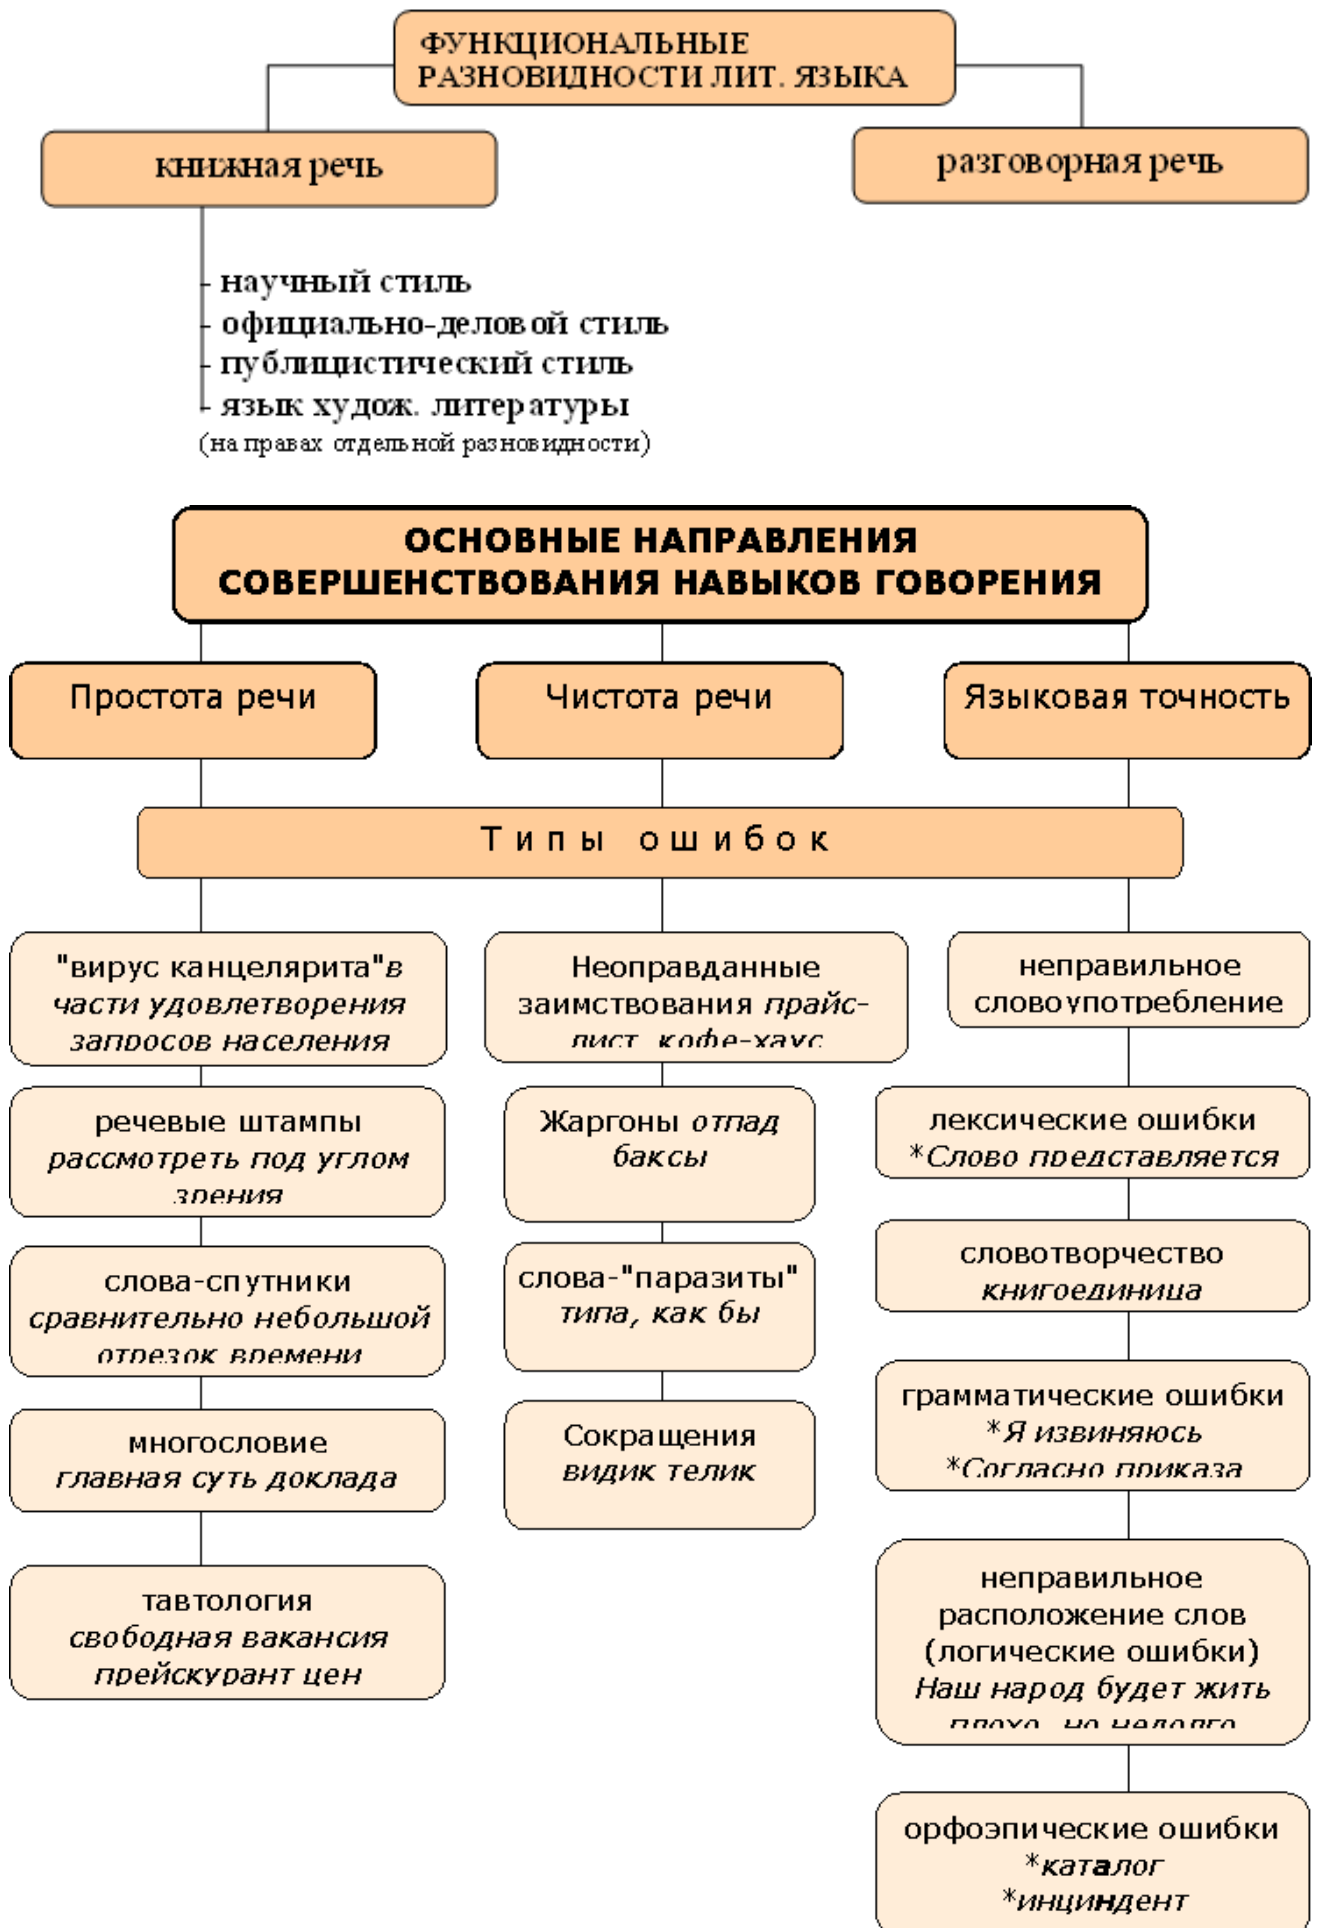 ФУНКЦИОНАЛЬНЫЕ
РАЗНОВИДНОСТИ ЛИТ. ЯЗЫКА
книжная речь
разговорная речь
- научный стиль
- официально-деловой стиль
- публицистический стиль
- язык худож. литературы
(на правах отдельной разновидности)
ОСНОВНЫЕ НАПРАВЛЕНИЯ
СОВЕРШЕНСТВОВАНИЯ НАВЫКОВ ГОВОРЕНИЯ
Простота речи
Чистота речи
Языковая точность
Типы ошибок
"вирус канцелярита"в
части удовлетворения
запросов населения
речевые штампы
рассмотреть под углом
зрения
слова-спутники
сравнительно небольшой
отрезок времени
многословие
главная суть доклада
тавтология
свободная вакансия
прейскурант цен
Неоправданные
заимствования прайс-
лист, кофе-хаус
Жаргоны отпад
баксы
слова-"паразиты"
типа, как бы
Сокращения
видик телик
неправильное
словоупотребление
лексические ошибки
*Слово представляется
словотворчество
книгоединица
грамматические ошибки
*Я извиняюсь
*Согласно приказа
неправильное
расположение слов
(логические ошибки)
Наш народ будет жить
плохо, но недолго
орфоэпические ошибки
*каталог
*инциндент